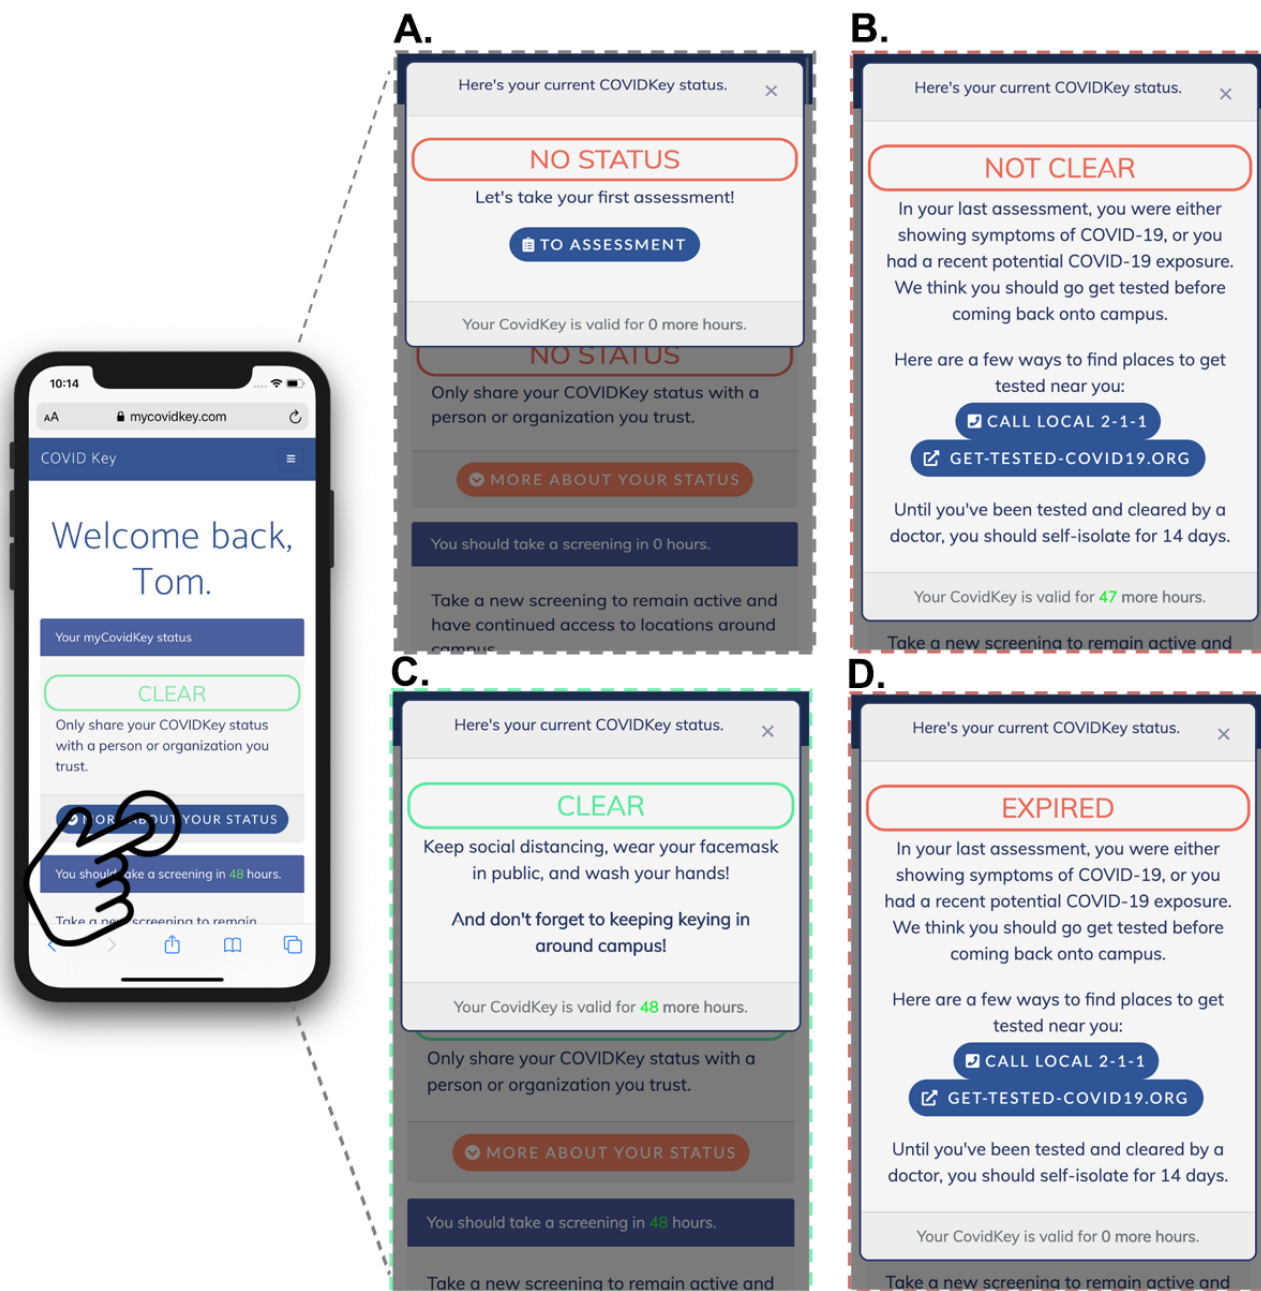 A.
Here's your current COVIDKey status.
NO STATUS
Let's take your first assessment!
TO ASSESSMENT
Your CovidKey is valid for 0 more hours.
NO STATUS
Only share your COVIDKey status with a
person or organization you trust.
MORE ABOUT YOUR STATUS
You should take a screening in 0 hours.
Take a new screening to remain active and
have continued access to locations around
campus
B.
Here's your current COVIDKey status.
NOT CLEAR
In your last assessment, you were either
showing symptoms of COVID-19, or you
had a recent potential COVID-19 exposure.
We think you should go get tested before
coming back onto campus.
Here are a few ways to find places to get
tested near you:
CALL LOCAL 2-1-1
GET-TESTED-COVID19.ORG
Until you've been tested and cleared by a
doctor, you should self-isolate for 14 days.
Your CovidKey is valid for 47 more hours.
Take a new screening to remain active and
10:14
AA mycovidkey.com
COVID Key
Welcome back,
Tom.
Your myCovidKey status
CLEAR
Only share your COVIDKey status
with a person or organization you
trust.
MORE ABOUT YOUR STATUS
You should take a screening in 48 hours.
Take a new screening to remain
C.
Here's your current COVIDKey status.
CLEAR
Keep social distancing, wear your facemask
in public, and wash your hands!
And don't forget to keeping keying in
around campus!
Your CovidKey is valid for 48 more hours.
Only share your COVIDKey status with a
person or organization you trust.
MORE ABOUT YOUR STATUS
You should take a screening in 48 hours.
Take a new screening to remain active and
D.
Here's your current COVIDKey status.
EXPIRED
In your last assessment, you were either
showing symptoms of COVID-19, or you
had a recent potential COVID-19 exposure.
We think you should go get tested before
coming back onto campus.
Here are a few ways to find places to get
tested near you:
CALL LOCAL 2-1-1
GET-TESTED-COVID19.ORG
Until you've been tested and cleared by a
doctor, you should self-isolate for 14 days.
Your CovidKey is valid for 0 more hours.
Take a new screening to remain active and